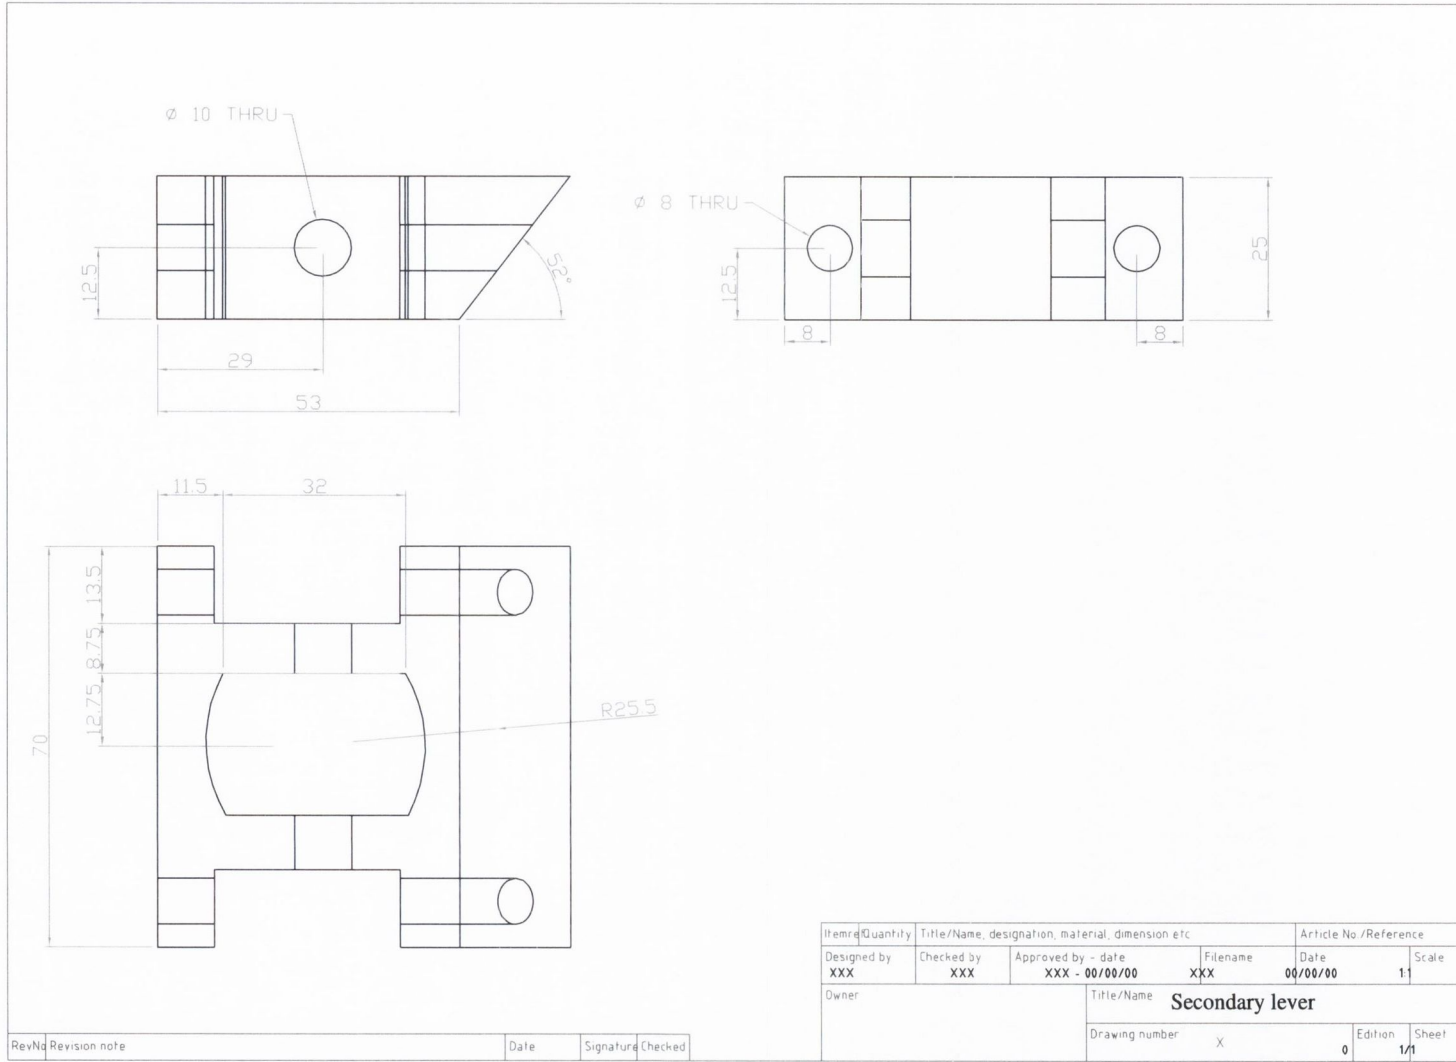 Ø 10 THRU
12.5
52°
29
53
Ø 8 THRU
12.5
25
8
8
11.5
32
13.5
8.75
12.75
70
R25.5
Itemref
Quantity
Title/Name, designation, material, dimension etc
Article No./Reference
Designed by
XXX
Checked by
XXX
Approved by - date
XXX - 00/00/00
Filename
XXX
Date
00/00/00
Scale
1:1
Owner
Title/Name
Secondary lever
Drawing number
X
0
Edition
Sheet
1/1
RevNo
Revision note
Date
Signature
Checked